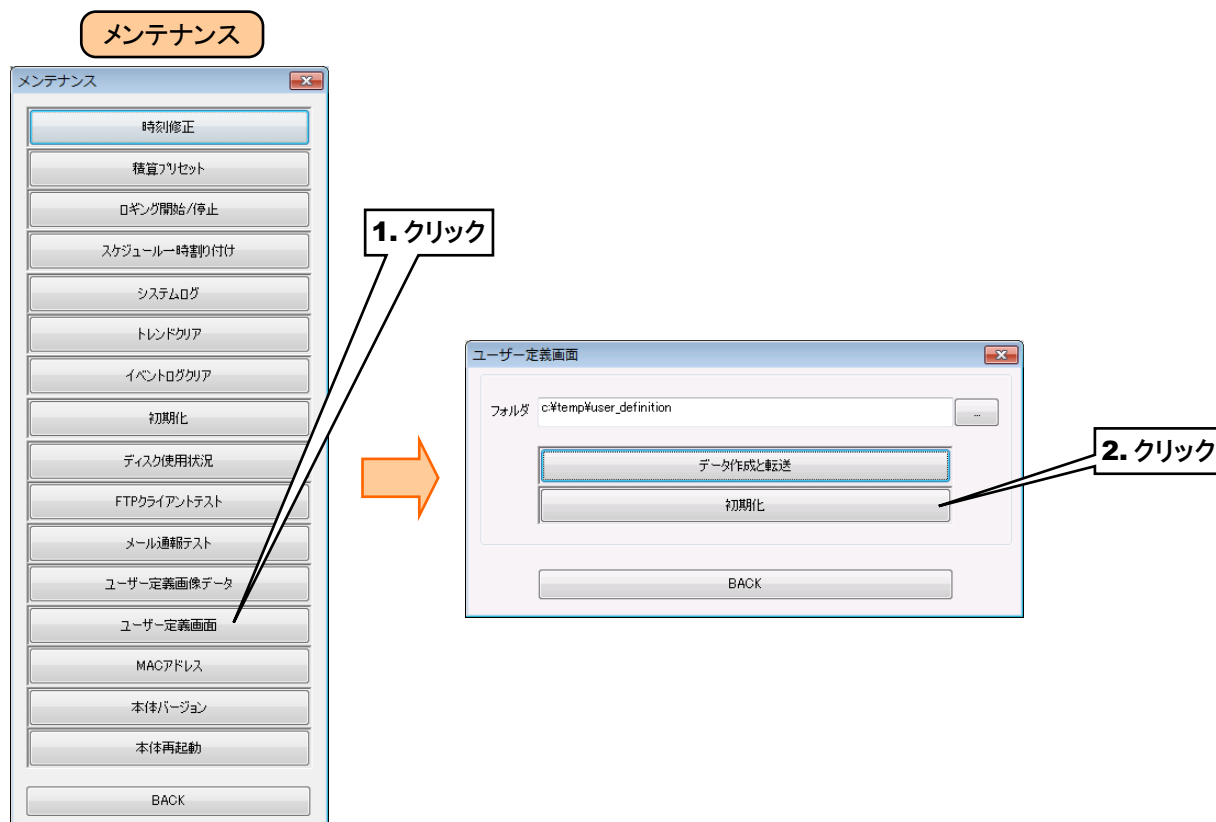 メンテナンス
メンテナンス
時刻修正
積算プリセット
ロギング開始/停止
スケジュール一時割り付け
システムログ
トレンドクリア
イベントログクリア
初期化
ディスク使用状況
FTPクライアントテスト
メール通報テスト
ユーザー定義画像データ
ユーザー定義画面
MACアドレス
本体バージョン
本体再起動
BACK
1. クリック
ユーザー定義画面
フォルダ c:¥temp¥user_definition ...
データ作成と転送
初期化
BACK
2. クリック